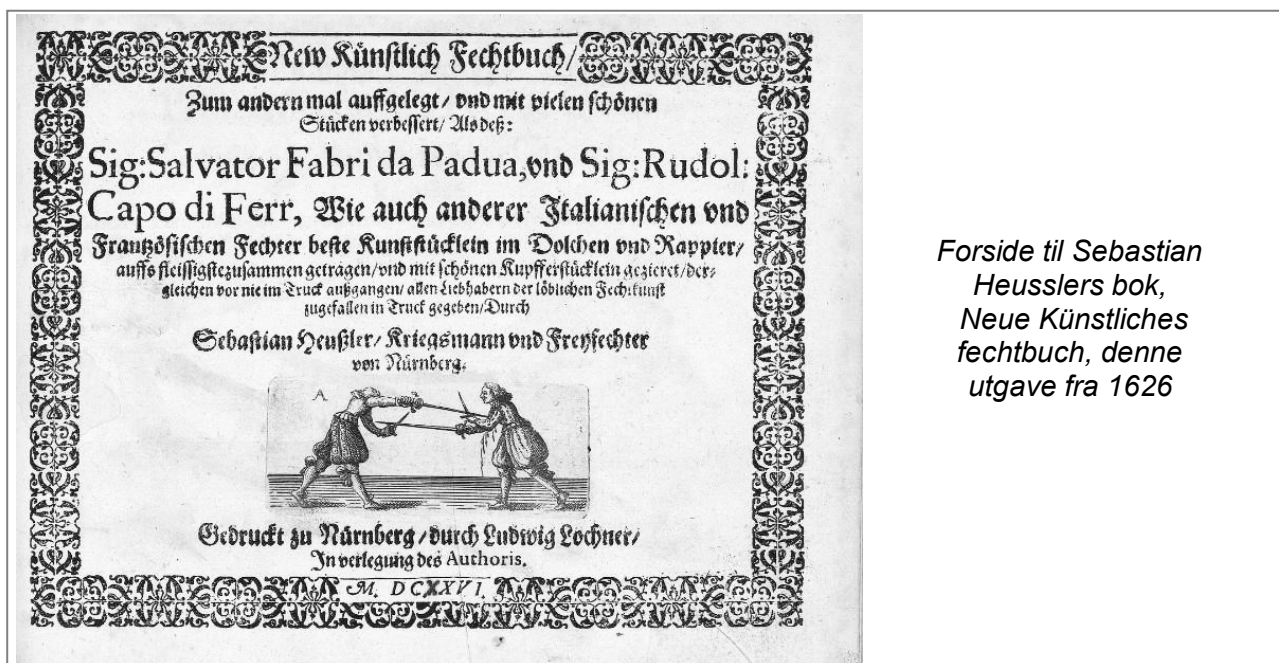 New Künstlich Fechtbuch/
Zum andern mal auffgelegt/ vnd mit vielen schönen
Stücken verbessert/ Als deß:
Sig:Salvator Fabri da Padua,vnd Sig:Rudol:
Capo di Ferr, Wie auch anderer Italianischen vnd
Frantzösischen Fechter beste Kunststücklein im Dolchen vnd Rappier/
auffs fleissigste zusammen getragen/vnd mit schönen Kupfferstücklein gezieret/der-
gleichen vor nie im Truck außgangen/ allen Liebhabern der löblichen Fechtkunst
zugefallen in Truck gegeben/Durch
Sebastian Heußler/ Kriegsmann vnd Freyfechter
von Nürnberg.
A
Gedruckt zu Nürnberg/durch Ludwig Lochner/
In verlegung des Authoris.
M. DCXXVI.
Forside til Sebastian
Heusslers bok,
Neue Künstliches
fechtbuch, denne
utgave fra 1626